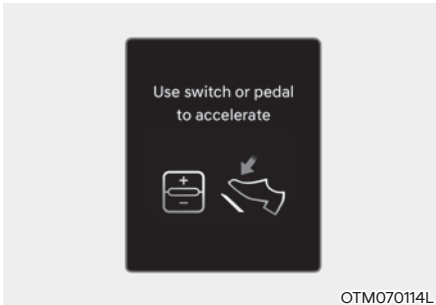 Use switch or pedal
to accelerate
+
−
OTM070114L